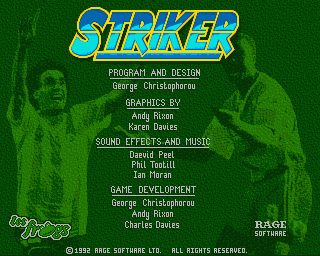 STRIKER
PROGRAM AND DESIGN
George Christophorou
GRAPHICS BY
Andy Rixon
Karen Davies
SOUND EFFECTS AND MUSIC
Daevid Peel
Phil Tootill
Ian Moran
GAME DEVELOPMENT
George Christophorou
Andy Rixon
Charles Davies
RAGE
SOFTWARE
© 1992 RAGE SOFTWARE LTD. ALL RIGHTS RESERVED.